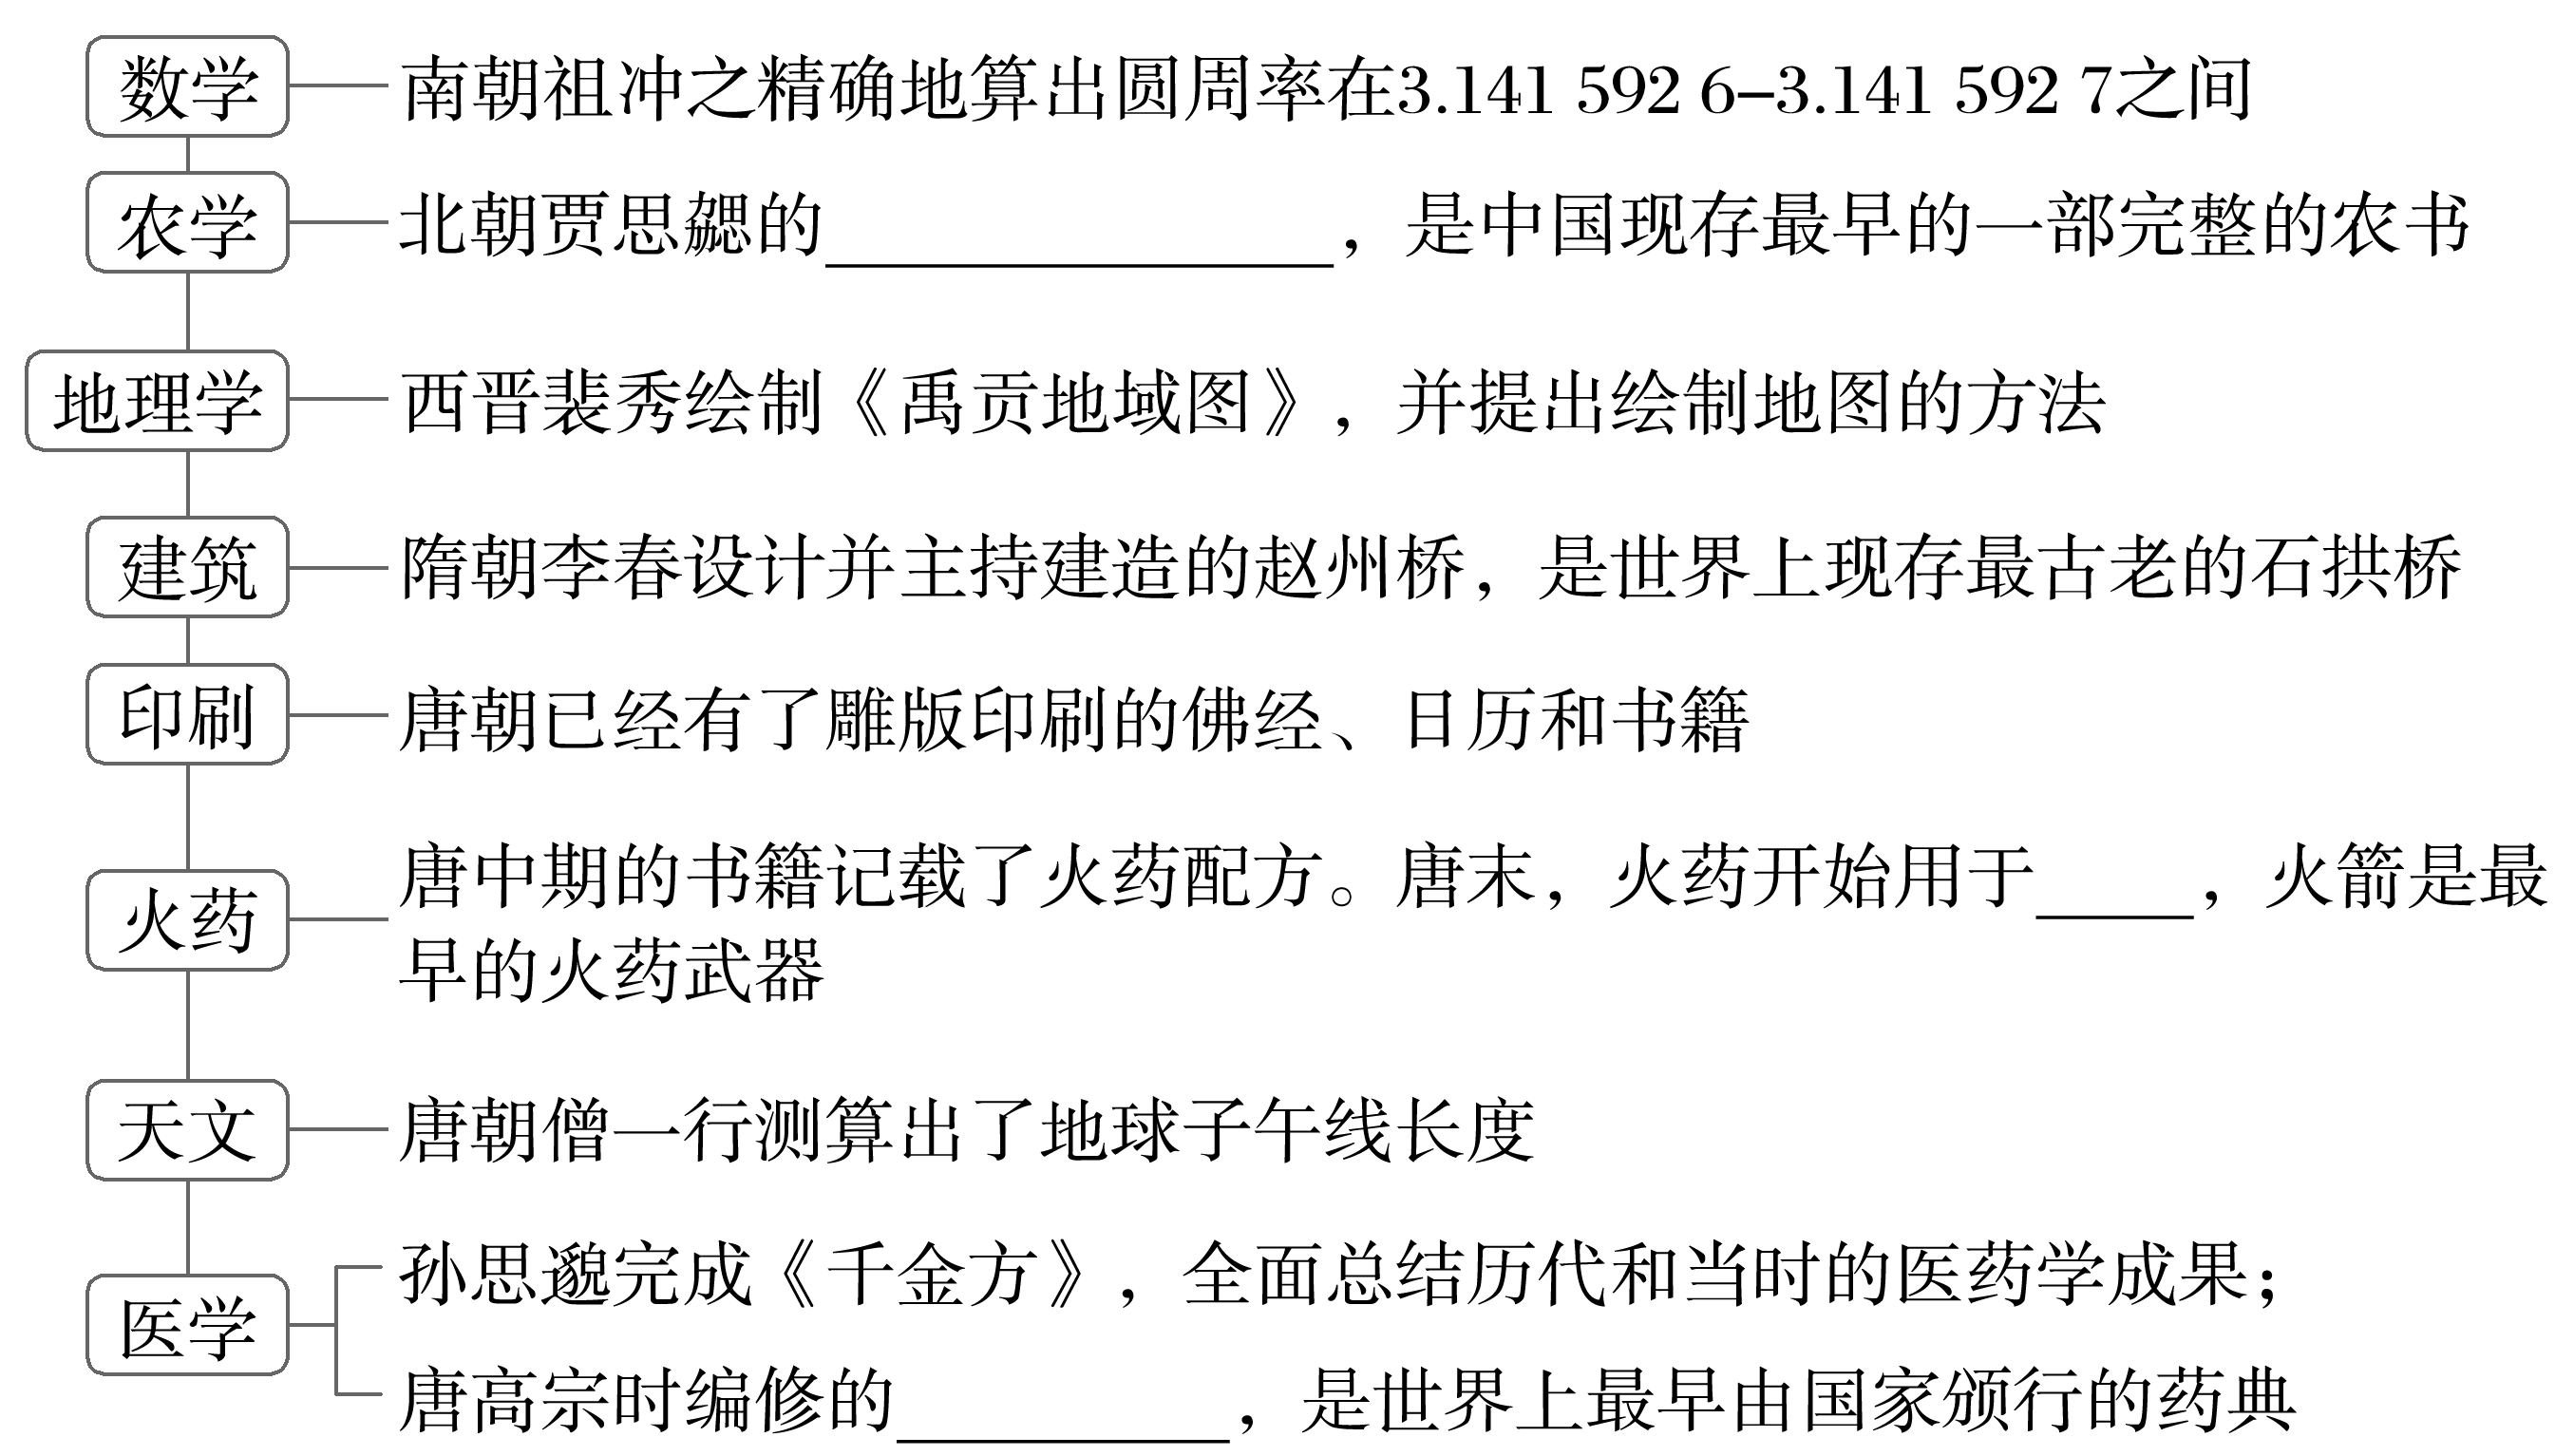 数学 南朝祖冲之精确地算出圆周率在3.141 592 6–3.141 592 7之间
农学 北朝贾思勰的________，是中国现存最早的一部完整的农书
地理学 西晋裴秀绘制《禹贡地域图》，并提出绘制地图的方法
建筑 隋朝李春设计并主持建造的赵州桥，是世界上现存最古老的石拱桥
印刷 唐朝已经有了雕版印刷的佛经、日历和书籍
火药 唐中期的书籍记载了火药配方。唐末，火药开始用于____，火箭是最
早的火药武器
天文 唐朝僧一行测算出了地球子午线长度
医学 孙思邈完成《千金方》，全面总结历代和当时的医药学成果；
唐高宗时编修的________，是世界上最早由国家颁行的药典